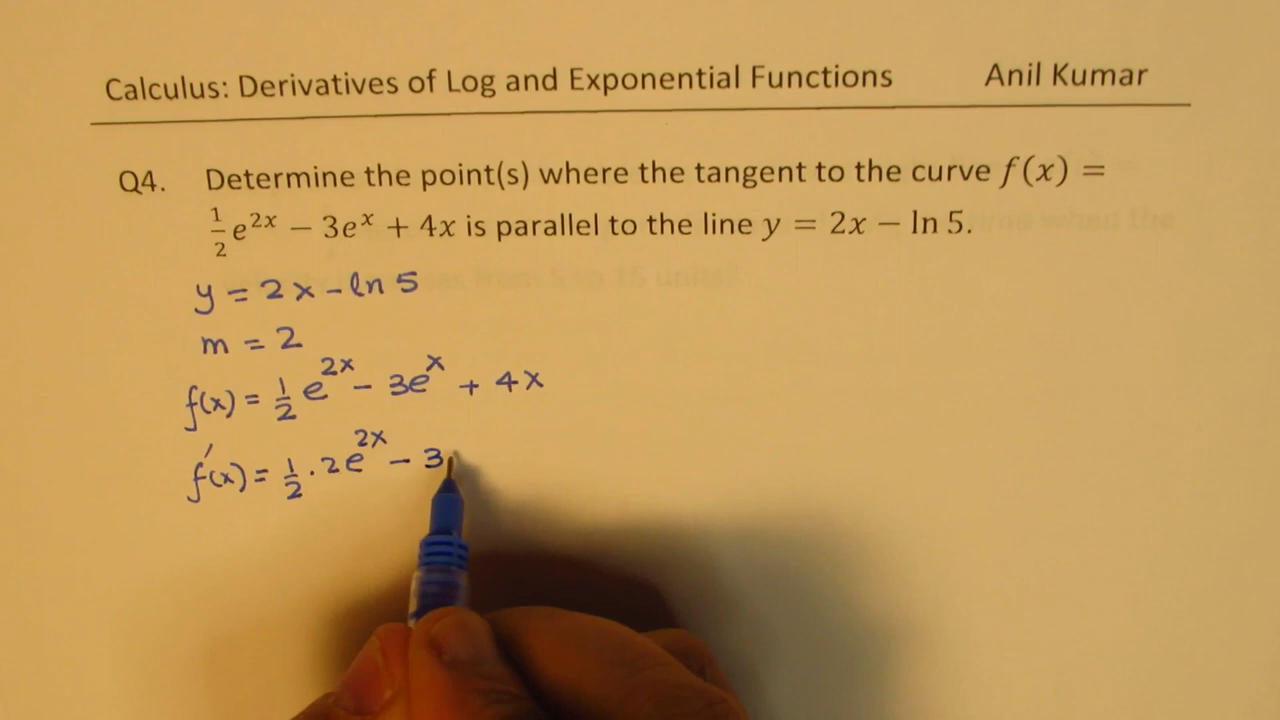 Calculus: Derivatives of Log and Exponential Functions Anil Kumar
Q4. Determine the point(s) where the tangent to the curve f(x) =
1/2 e^{2x} − 3e^x + 4x is parallel to the line y = 2x − ln 5.
y = 2x - ln 5
m = 2
f(x) = 1/2 e^{2x} - 3e^x + 4x
f'(x) = 1/2 · 2e^{2x} - 3